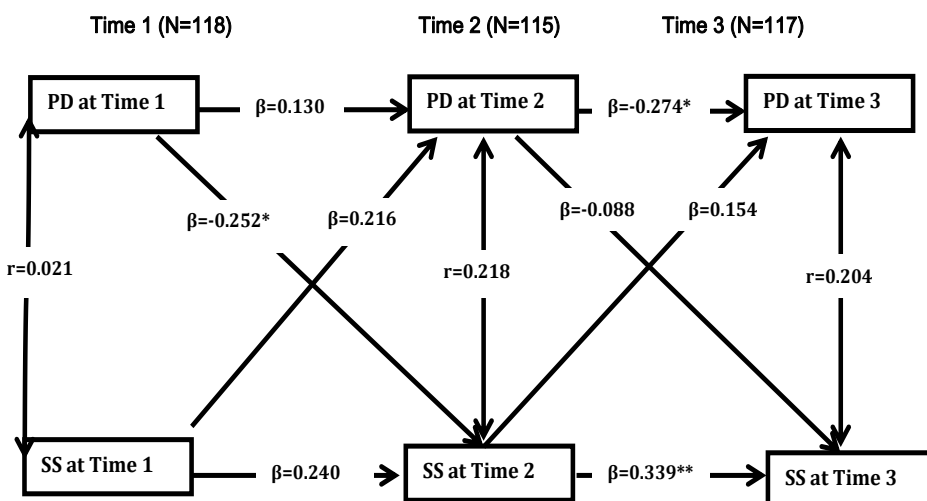 Time 1 (N=118) Time 2 (N=115) Time 3 (N=117)
PD at Time 1 β=0.130 PD at Time 2 β=-0.274* PD at Time 3
β=-0.252* β=0.216 β=-0.088 β=0.154
r=0.021 r=0.218 r=0.204
SS at Time 1 β=0.240 SS at Time 2 β=0.339** SS at Time 3